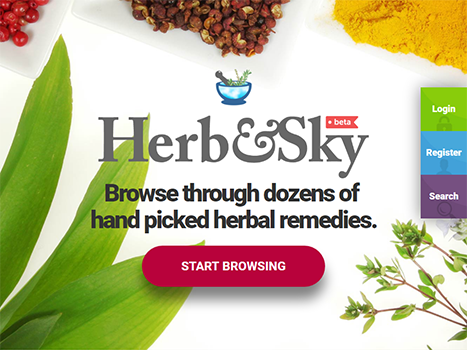 beta
Herb&Sky
Browse through dozens of
hand picked herbal remedies.
START BROWSING
Login
Register
Search